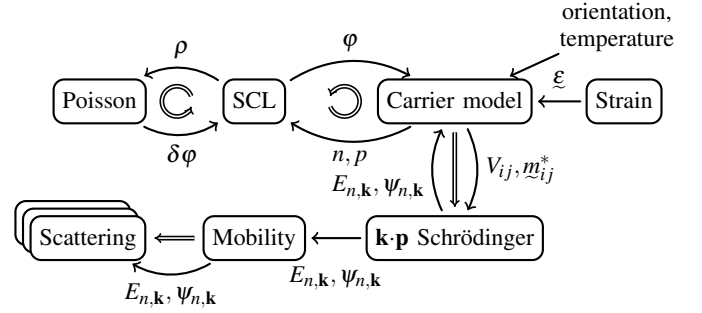 orientation,
temperature
ρ
φ
Poisson
SCL
Carrier model
ε
Strain
δφ
n, p
V_{ij}, m^*_{ij}
E_{n,k}, ψ_{n,k}
Scattering
Mobility
k·p Schrödinger
E_{n,k}, ψ_{n,k}
E_{n,k}, ψ_{n,k}